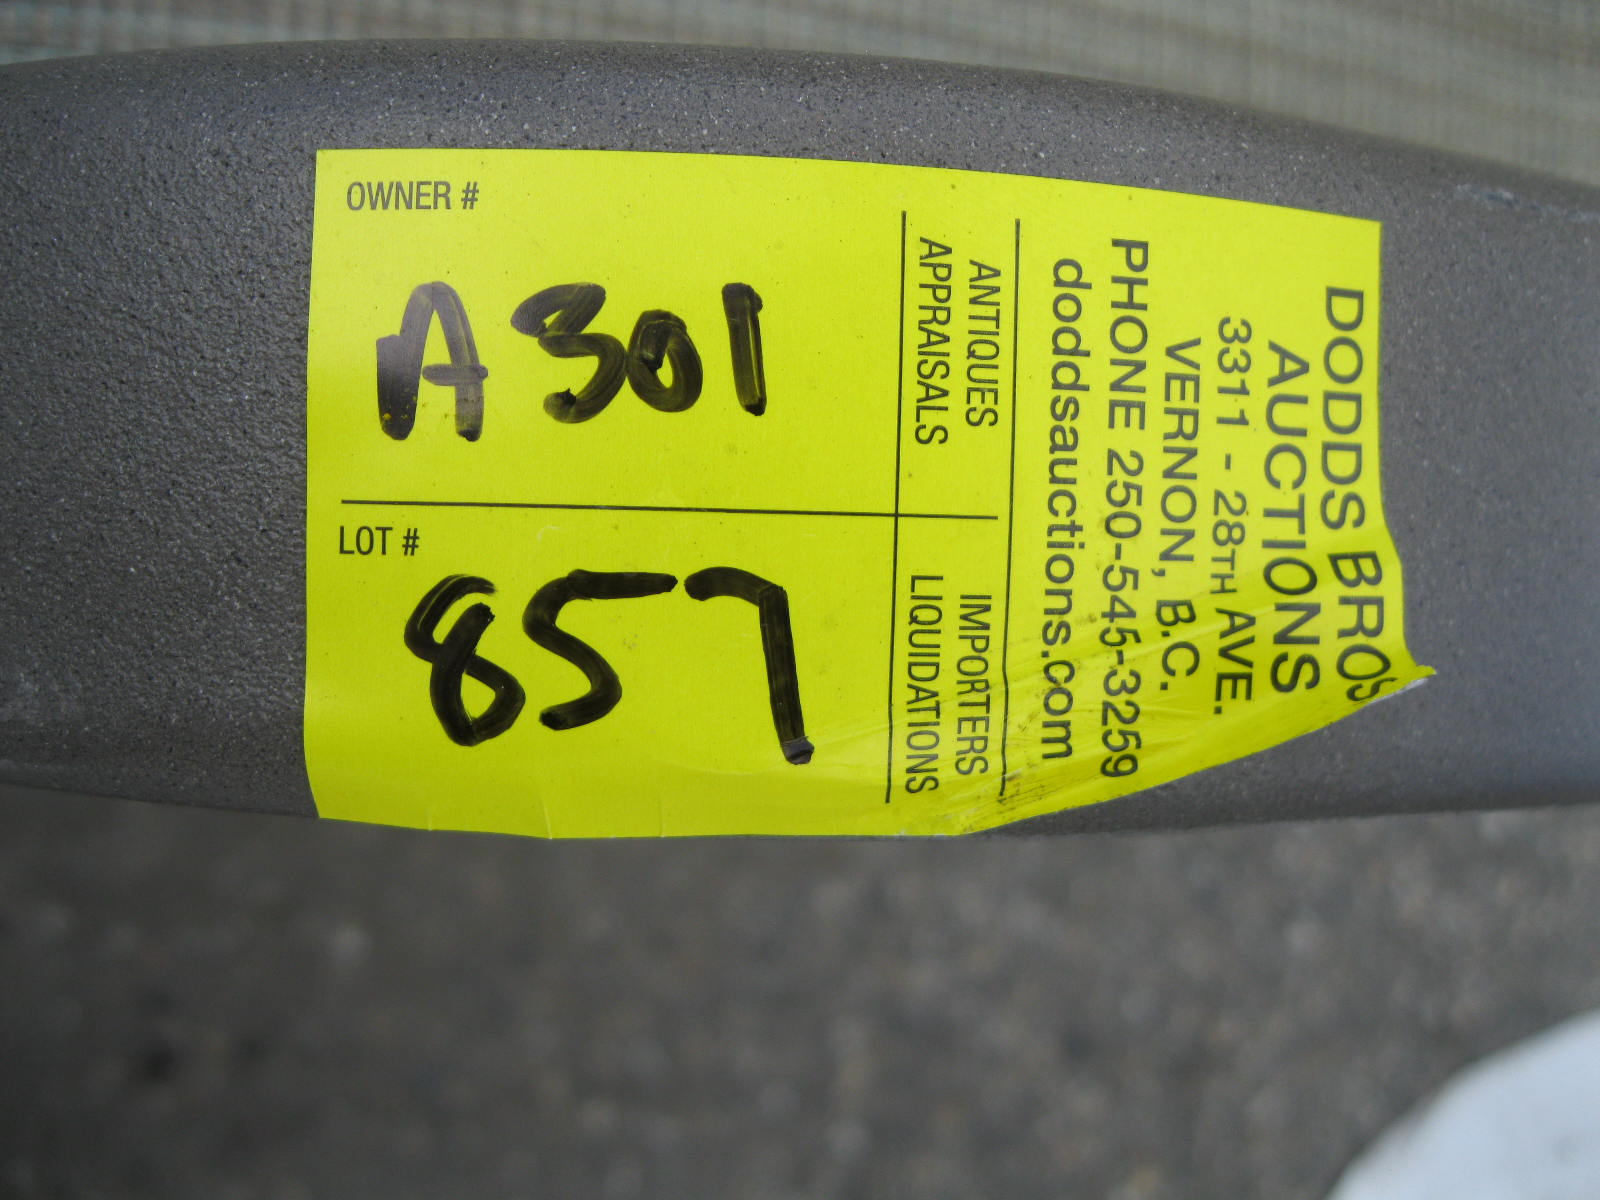 OWNER #
A301
LOT #
857
ANTIQUES
APPRAISALS
IMPORTERS
LIQUIDATIONS
DODDS BROS
AUCTIONS
3311 - 28TH AVE.
VERNON, B.C.
PHONE 250-545-3259
doddsauctions.com